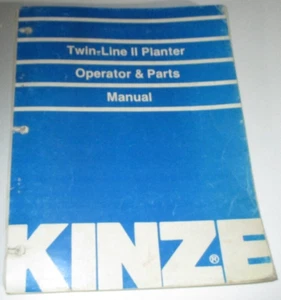 Twin-Line II Planter
Operator & Parts
Manual
KINZE®